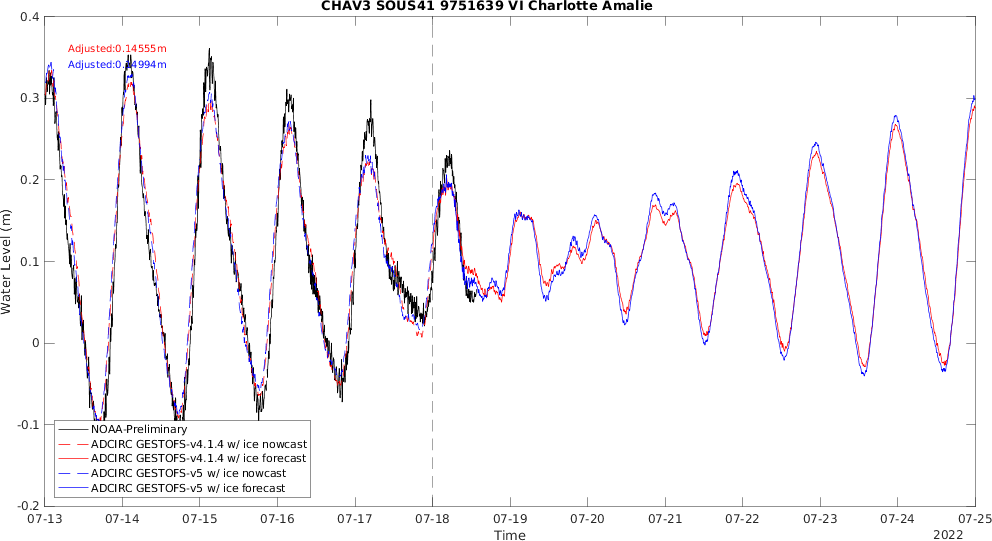 CHAV3 SOUS41 9751639 VI Charlotte Amalie
Adjusted:0.14555m
Adjusted:0.14994m
Water Level (m)
0.4
0.3
0.2
0.1
0
-0.1
-0.2
NOAA-Preliminary
ADCIRC GESTOFS-v4.1.4 w/ ice nowcast
ADCIRC GESTOFS-v4.1.4 w/ ice forecast
ADCIRC GESTOFS-v5 w/ ice nowcast
ADCIRC GESTOFS-v5 w/ ice forecast
07-13 07-14 07-15 07-16 07-17 07-18 07-19 07-20 07-21 07-22 07-23 07-24 07-25
Time
2022